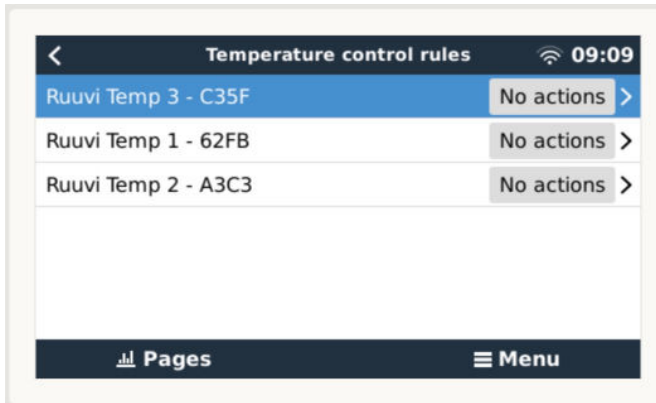 Temperature control rules 09:09
Ruuvi Temp 3 - C35F No actions
Ruuvi Temp 1 - 62FB No actions
Ruuvi Temp 2 - A3C3 No actions
Pages Menu